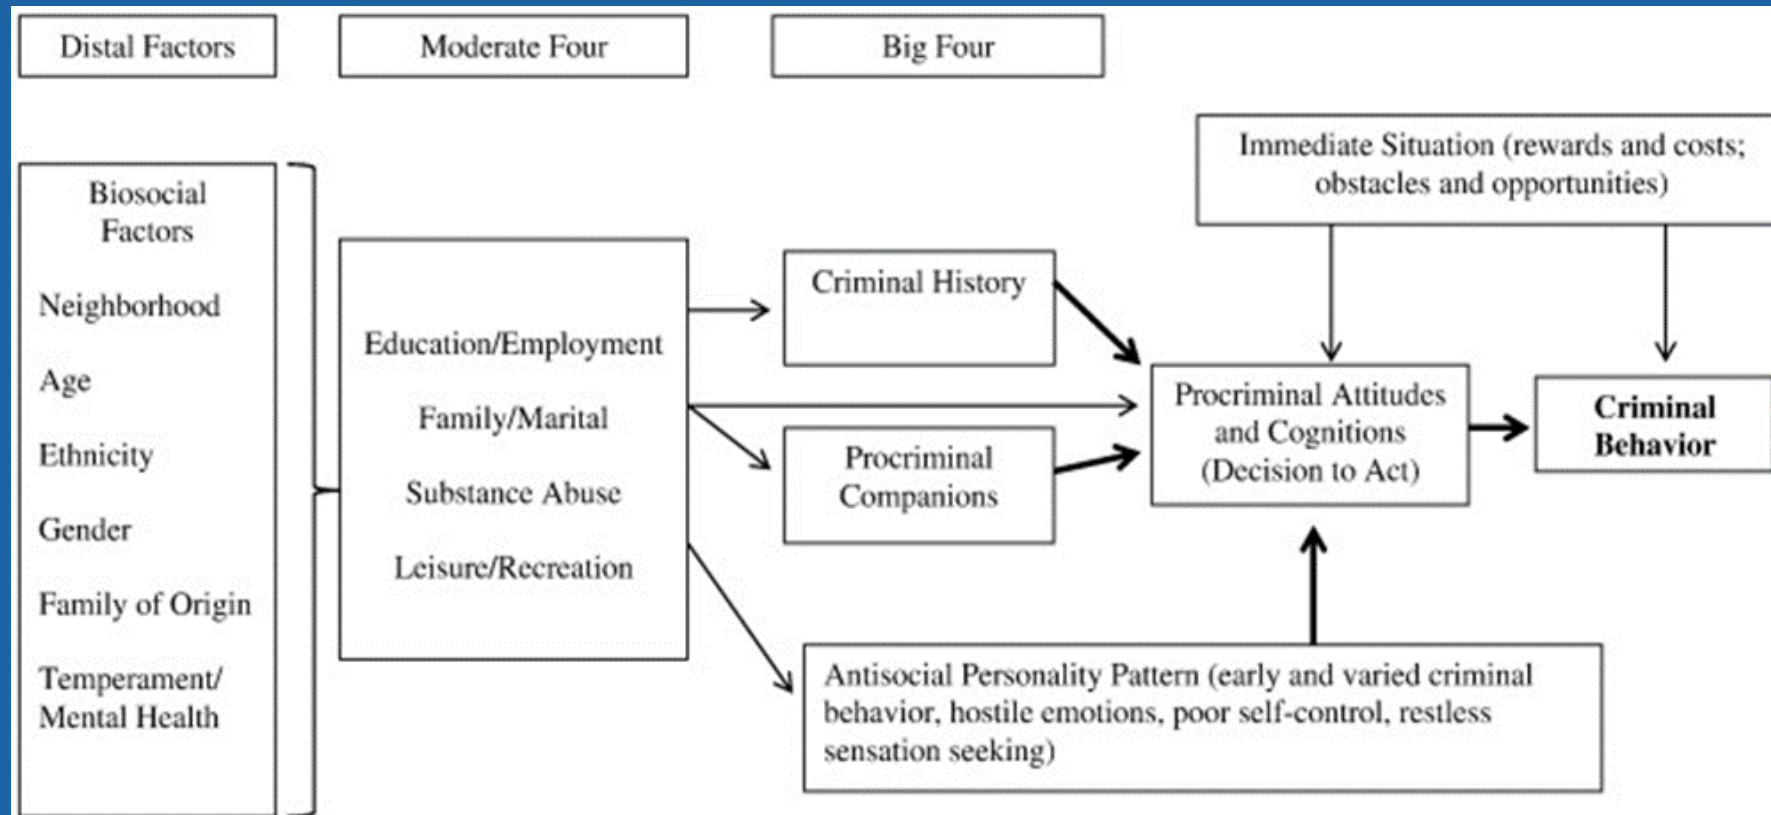 Distal Factors
Moderate Four
Big Four
Biosocial
Factors
Neighborhood
Age
Ethnicity
Gender
Family of Origin
Temperament/
Mental Health
Education/Employment
Family/Marital
Substance Abuse
Leisure/Recreation
Criminal History
Procriminal
Companions
Antisocial Personality Pattern (early and varied criminal
behavior, hostile emotions, poor self-control, restless
sensation seeking)
Immediate Situation (rewards and costs;
obstacles and opportunities)
Procriminal Attitudes
and Cognitions
(Decision to Act)
Criminal
Behavior